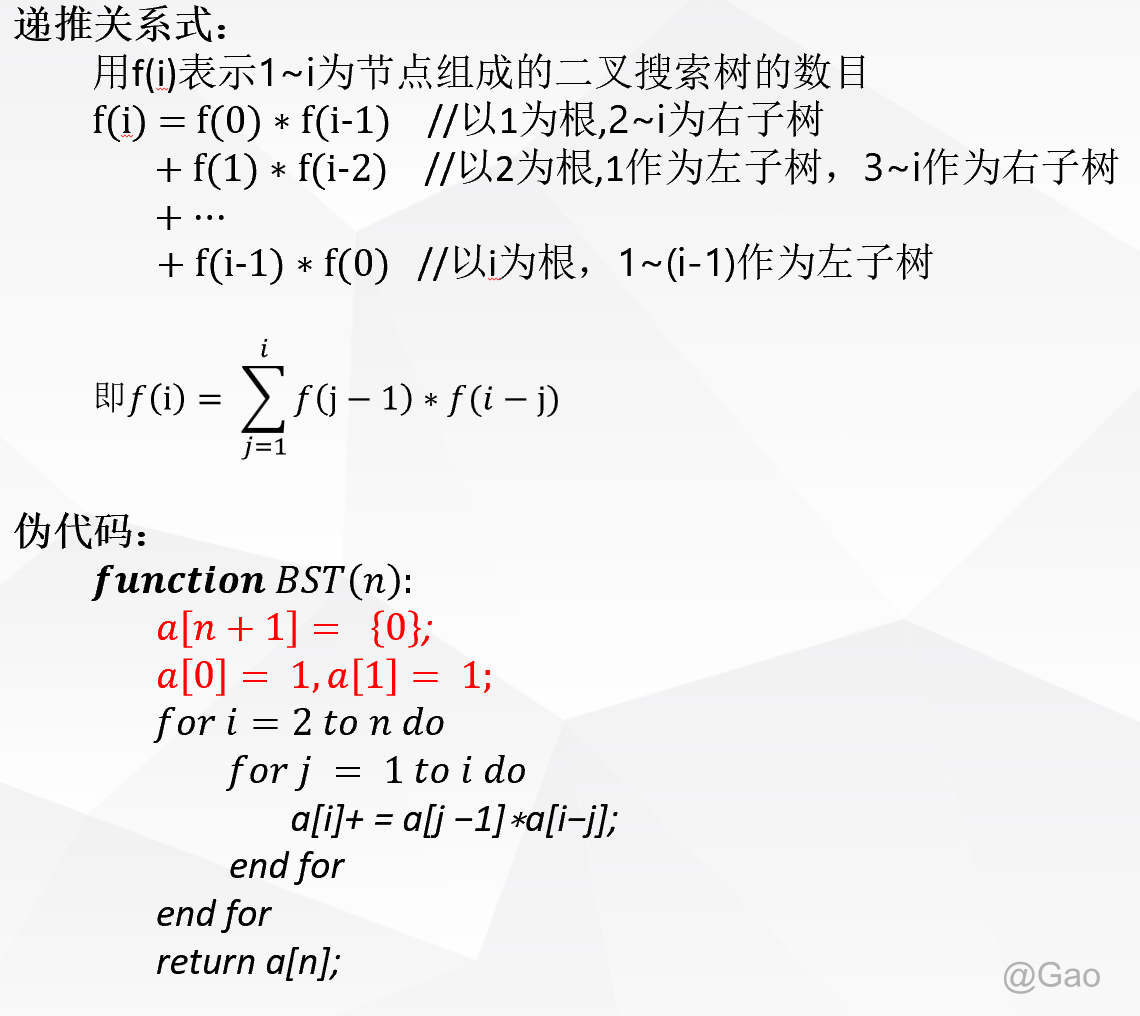 递推关系式：
用f(i)表示1~i为节点组成的二叉搜索树的数目
f(i) = f(0) ∗ f(i-1) //以1为根,2~i为右子树
+ f(1) ∗ f(i-2) //以2为根,1作为左子树，3~i作为右子树
+ ⋯
+ f(i-1) ∗ f(0) //以i为根，1~(i-1)作为左子树
即f(i) = ∑_{j=1}^{i} f(j − 1) ∗ f(i − j)
伪代码：
function BST(n):
a[n + 1] = {0};
a[0] = 1, a[1] = 1;
for i = 2 to n do
for j = 1 to i do
a[i]+ = a[j −1]∗a[i−j];
end for
end for
return a[n];
@Gao